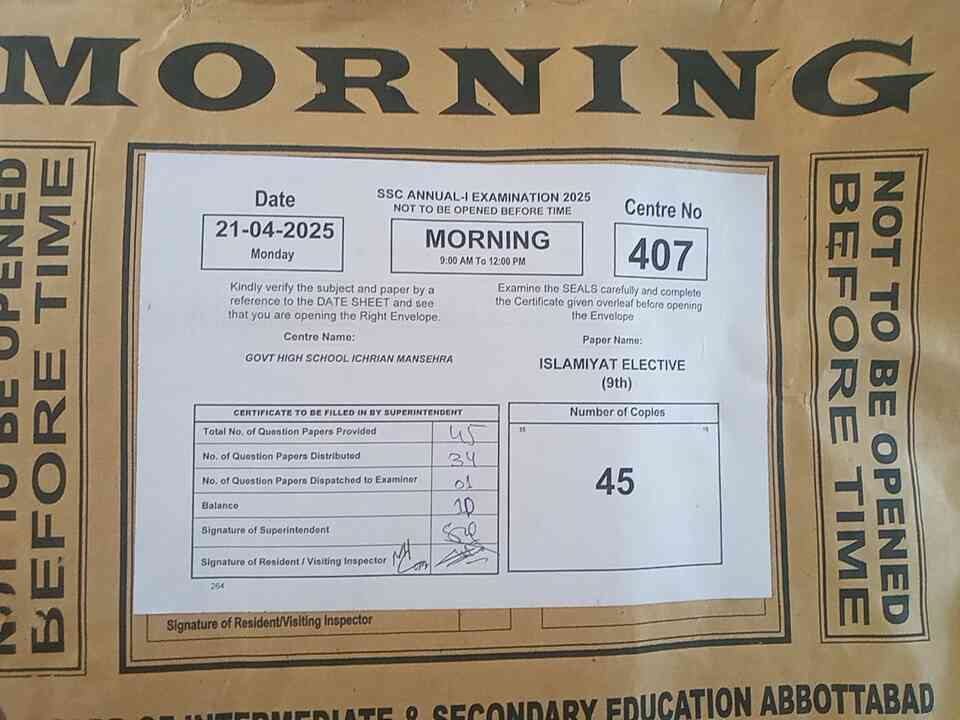 MORNING
NOT TO BE OPENED
BEFORE TIME
Date
21-04-2025
Monday
SSC ANNUAL-I EXAMINATION 2025
NOT TO BE OPENED BEFORE TIME
MORNING
9:00 AM To 12:00 PM
Centre No
407
Kindly verify the subject and paper by a
reference to the DATE SHEET and see
that you are opening the Right Envelope.
Examine the SEALS carefully and complete
the Certificate given overleaf before opening
the Envelope
Centre Name:
GOVT HIGH SCHOOL ICHRIAN MANSEHRA
Paper Name:
ISLAMIYAT ELECTIVE
(9th)
CERTIFICATE TO BE FILLED IN BY SUPERINTENDENT
Total No. of Question Papers Provided 45
No. of Question Papers Distributed 34
No. of Question Papers Dispatched to Examiner 01
Balance 10
Signature of Superintendent
Signature of Resident / Visiting Inspector
264
Number of Copies
45
NOT TO BE OPENED
BEFORE TIME
Signature of Resident/Visiting Inspector
OF INTERMEDIATE & SECONDARY EDUCATION ABBOTTABAD